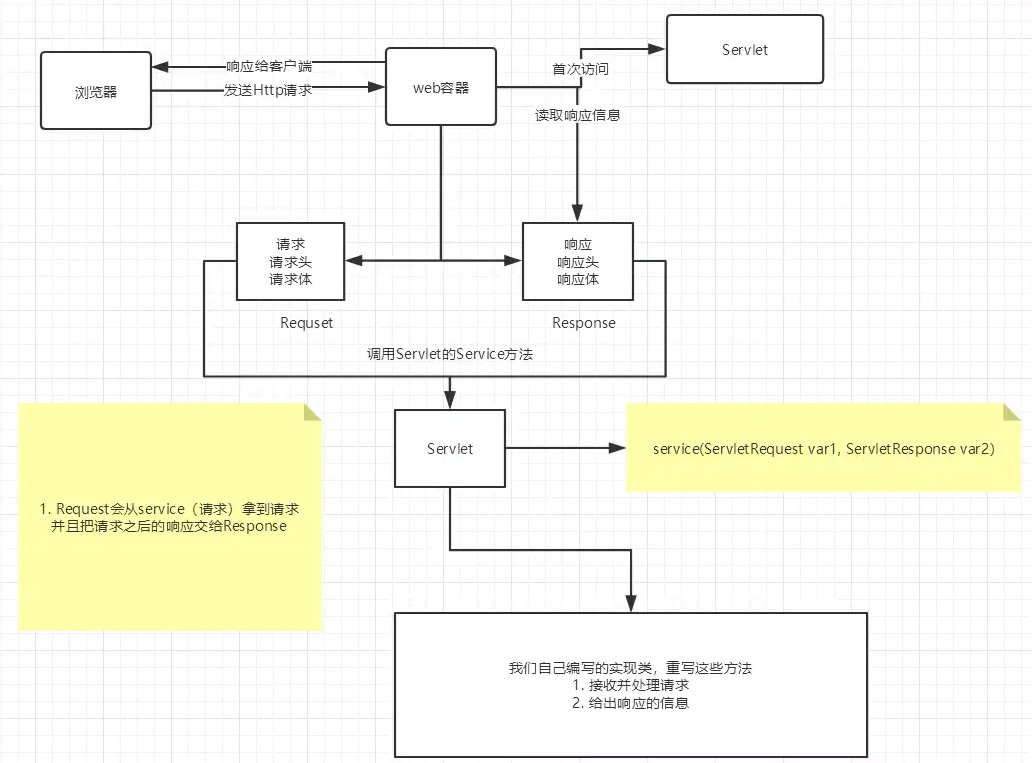 Servlet
响应给客户端
首次访问
浏览器
发送Http请求
web容器
读取响应信息
请求
请求头
请求体
响应
响应头
响应体
Requset
Response
调用Servlet的Service方法
Servlet
service(ServletRequest var1, ServletResponse var2)
1. Request会从service（请求）拿到请求
并且把请求之后的响应交给Response
我们自己编写的实现类，重写这些方法
1. 接收并处理请求
2. 给出响应的信息